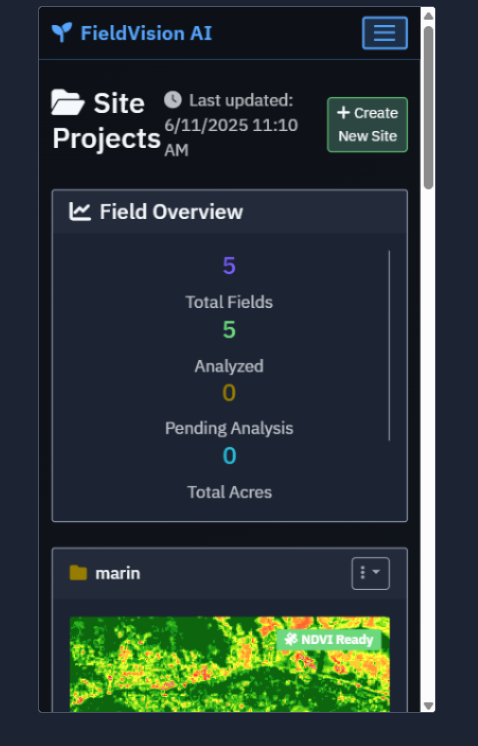 FieldVision AI
Site Projects
Last updated: 6/11/2025 11:10 AM
+ Create New Site
Field Overview
5
Total Fields
5
Analyzed
0
Pending Analysis
0
Total Acres
marin
NDVI Ready